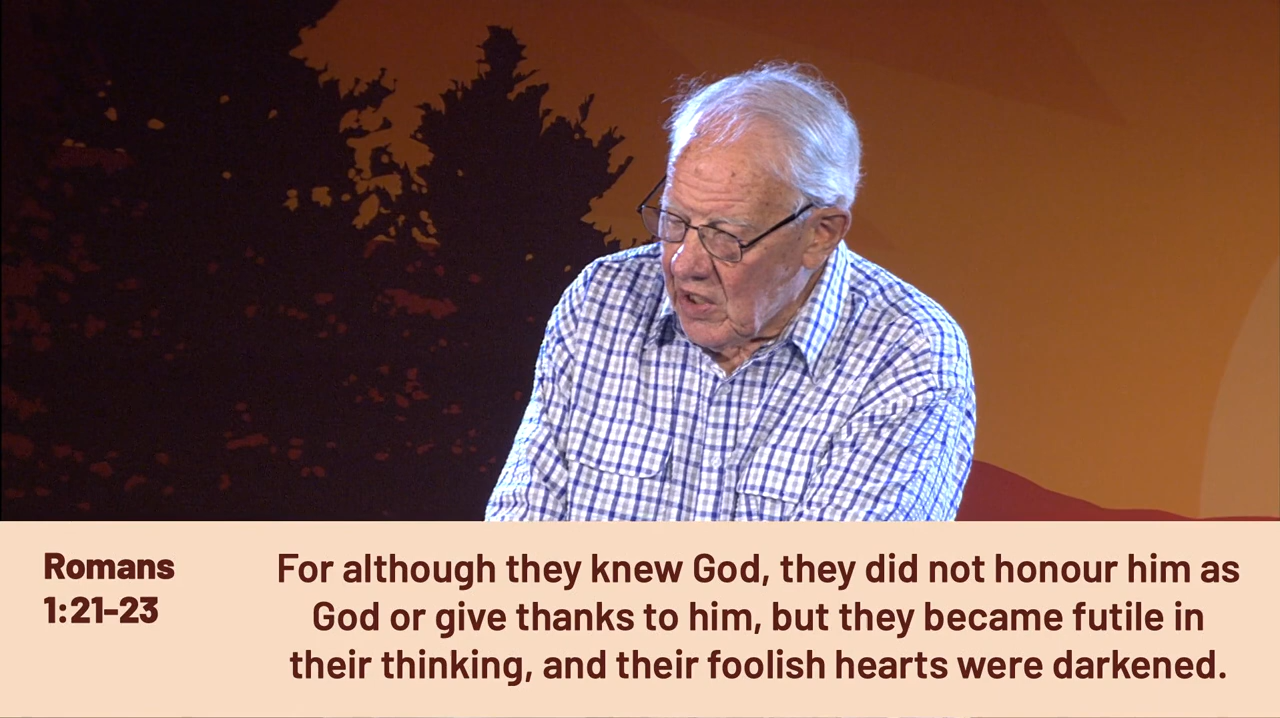 Romans
1:21-23
For although they knew God, they did not honour him as
God or give thanks to him, but they became futile in
their thinking, and their foolish hearts were darkened.